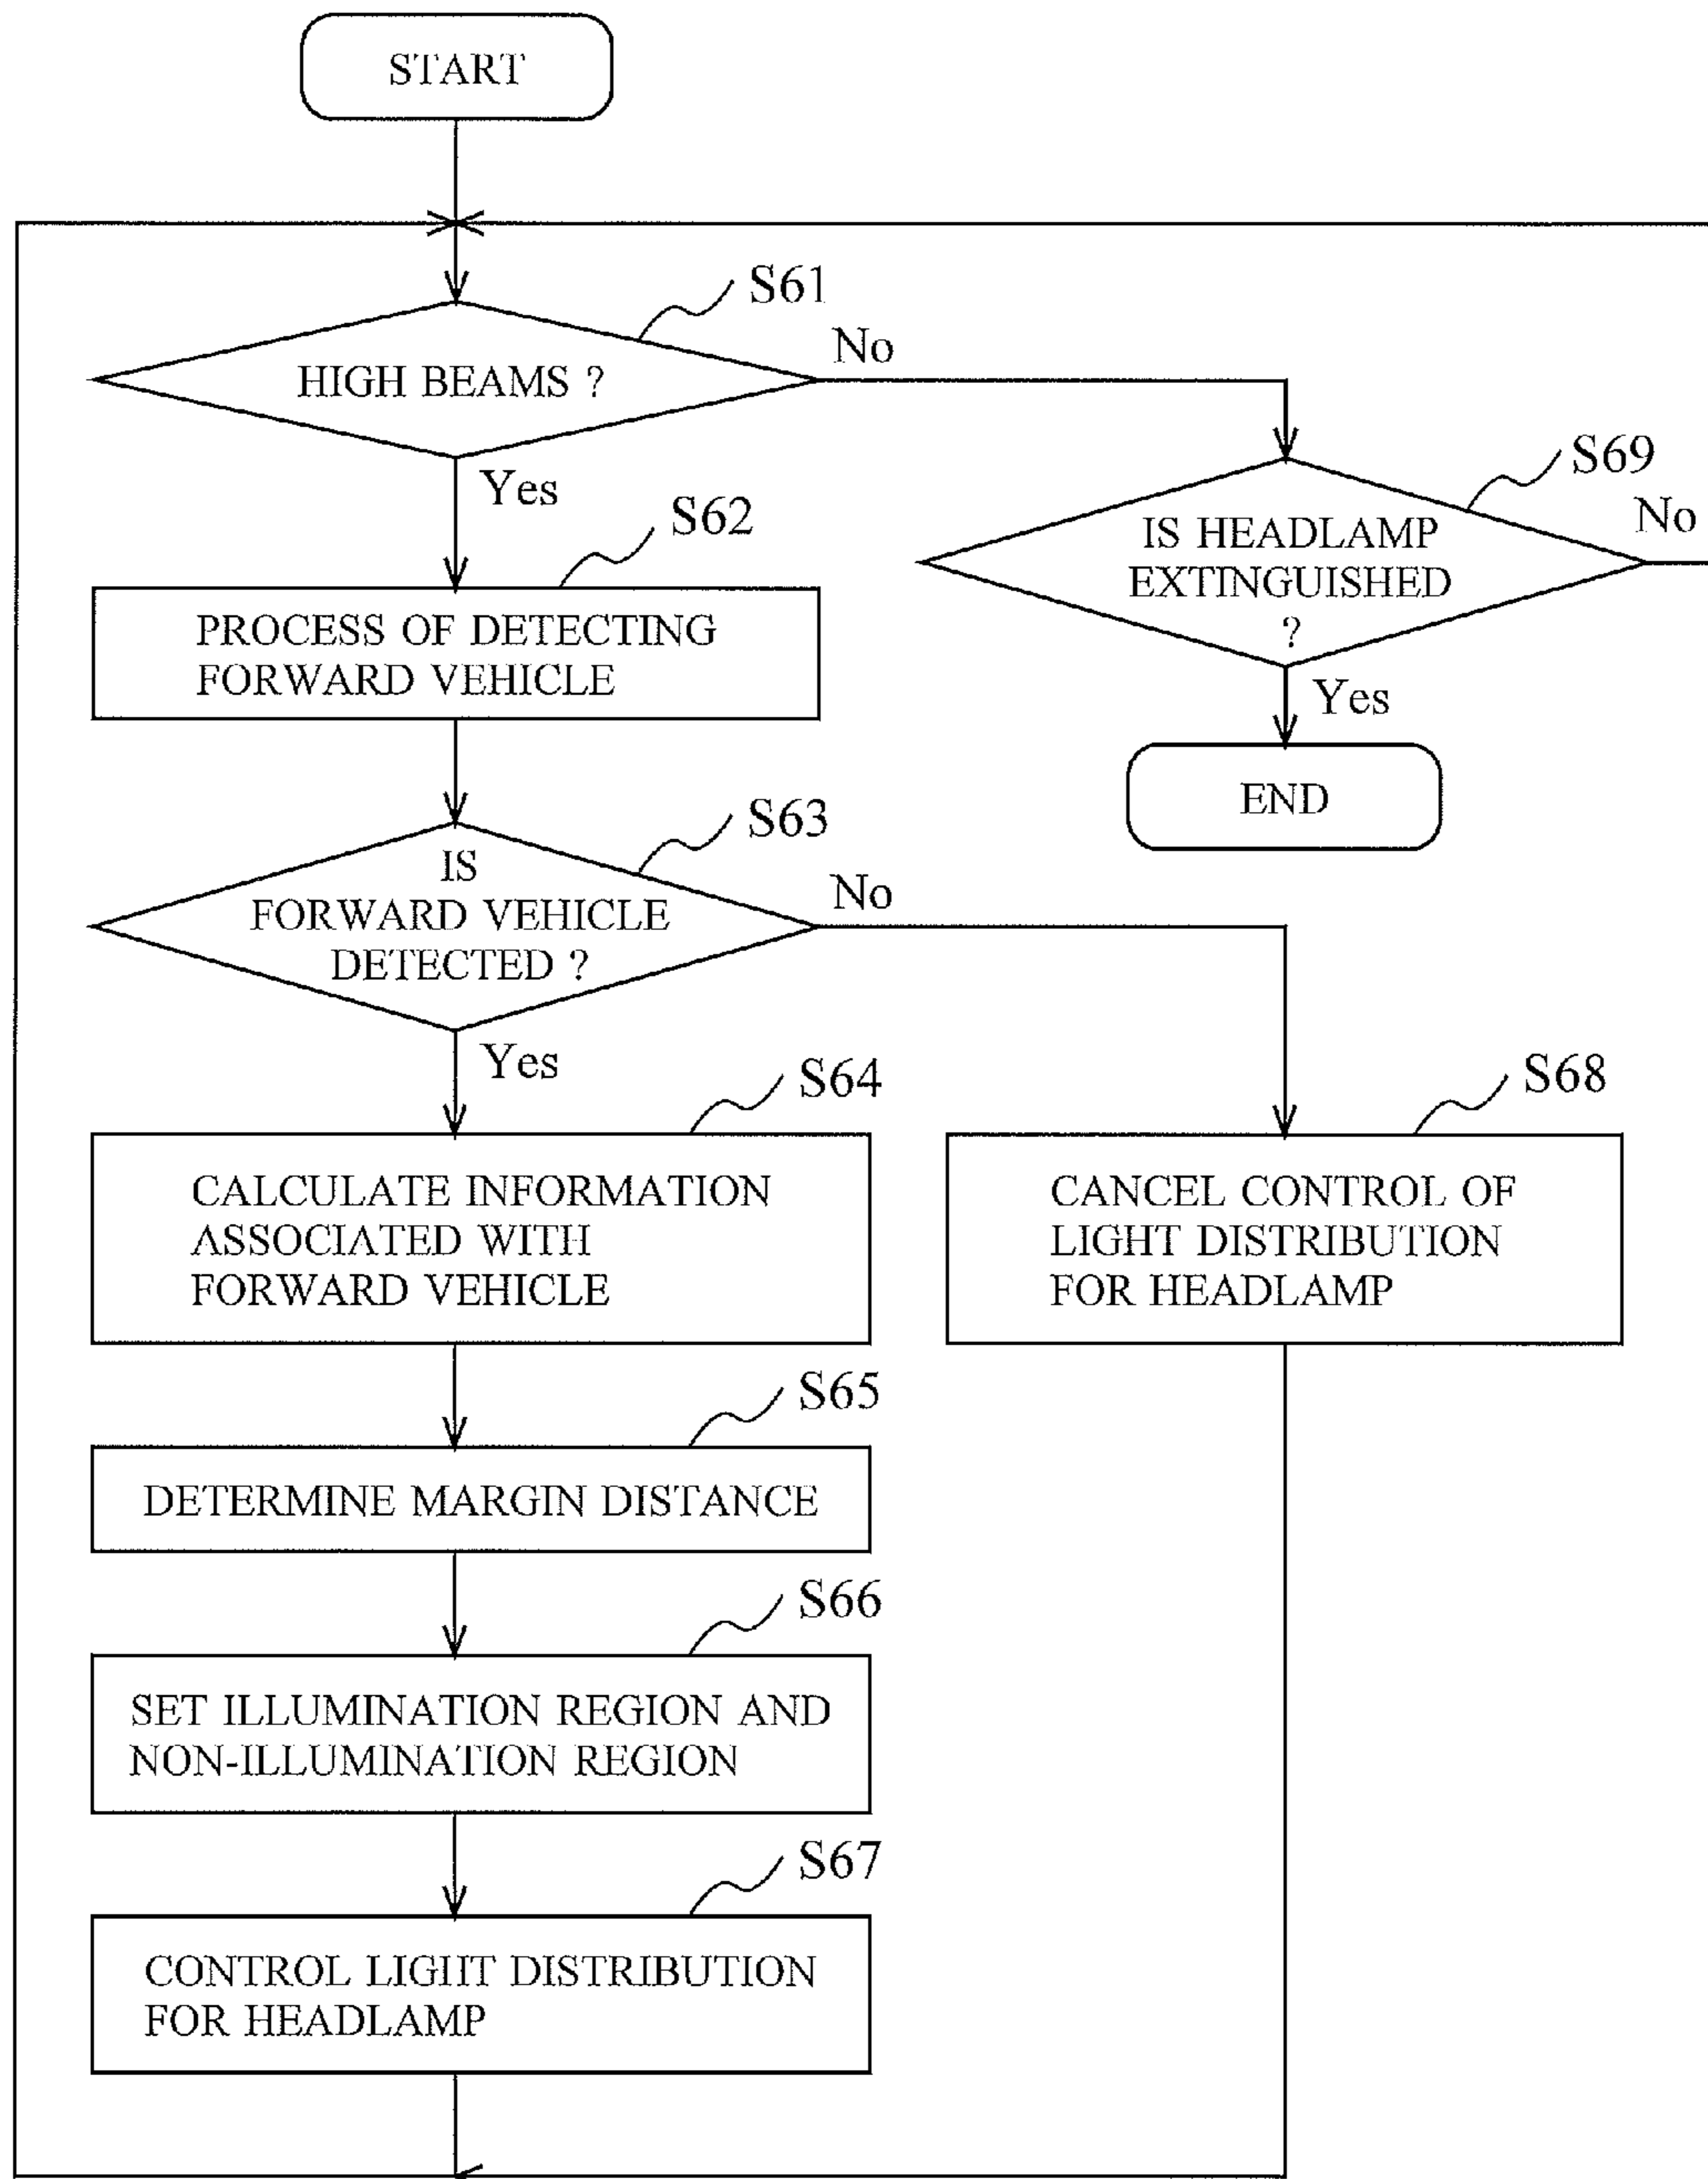 START
S61
HIGH BEAMS ?
No
Yes
S69
IS HEADLAMP
EXTINGUISHED
?
No
Yes
END
S62
PROCESS OF DETECTING
FORWARD VEHICLE
S63
IS
FORWARD VEHICLE
DETECTED ?
No
Yes
S64
CALCULATE INFORMATION
ASSOCIATED WITH
FORWARD VEHICLE
S68
CANCEL CONTROL OF
LIGHT DISTRIBUTION
FOR HEADLAMP
S65
DETERMINE MARGIN DISTANCE
S66
SET ILLUMINATION REGION AND
NON-ILLUMINATION REGION
S67
CONTROL LIGHT DISTRIBUTION
FOR HEADLAMP